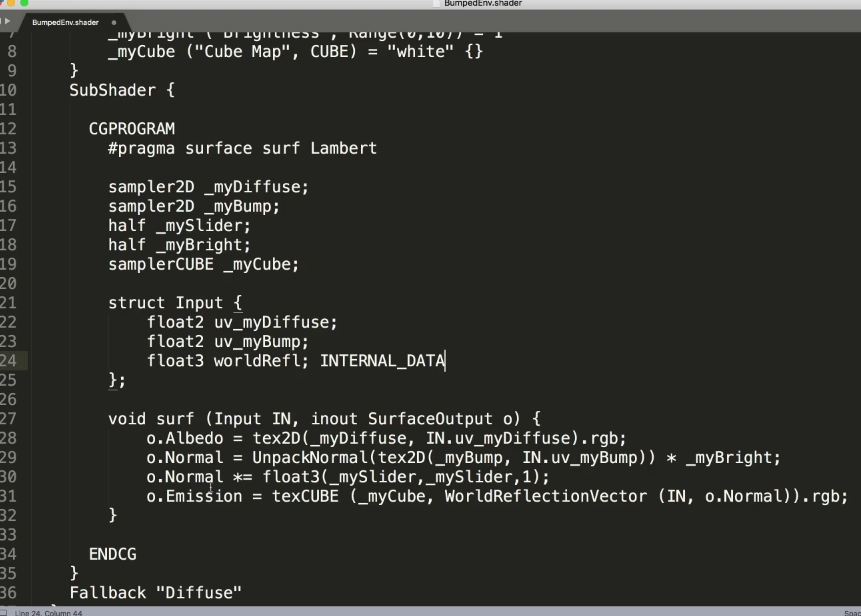 BumpedEnv.shader
BumpedEnv.shader
7 _myBright ("Brightness", Range(0,10)) = 1
8 _myCube ("Cube Map", CUBE) = "white" {}
9 }
10 SubShader {
11
12 CGPROGRAM
13 #pragma surface surf Lambert
14
15 sampler2D _myDiffuse;
16 sampler2D _myBump;
17 half _mySlider;
18 half _myBright;
19 samplerCUBE _myCube;
20
21 struct Input {
22 float2 uv_myDiffuse;
23 float2 uv_myBump;
24 float3 worldRefl; INTERNAL_DATA
25 };
26
27 void surf (Input IN, inout SurfaceOutput o) {
28 o.Albedo = tex2D(_myDiffuse, IN.uv_myDiffuse).rgb;
29 o.Normal = UnpackNormal(tex2D(_myBump, IN.uv_myBump)) * _myBright;
30 o.Normal *= float3(_mySlider,_mySlider,1);
31 o.Emission = texCUBE (_myCube, WorldReflectionVector (IN, o.Normal)).rgb;
32 }
33
34 ENDCG
35 }
36 Fallback "Diffuse"
Line 24, Column 44